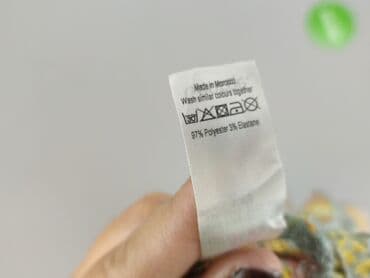 Made in Morocco
Wash similar colours together
97% Polyester 3% Elastane